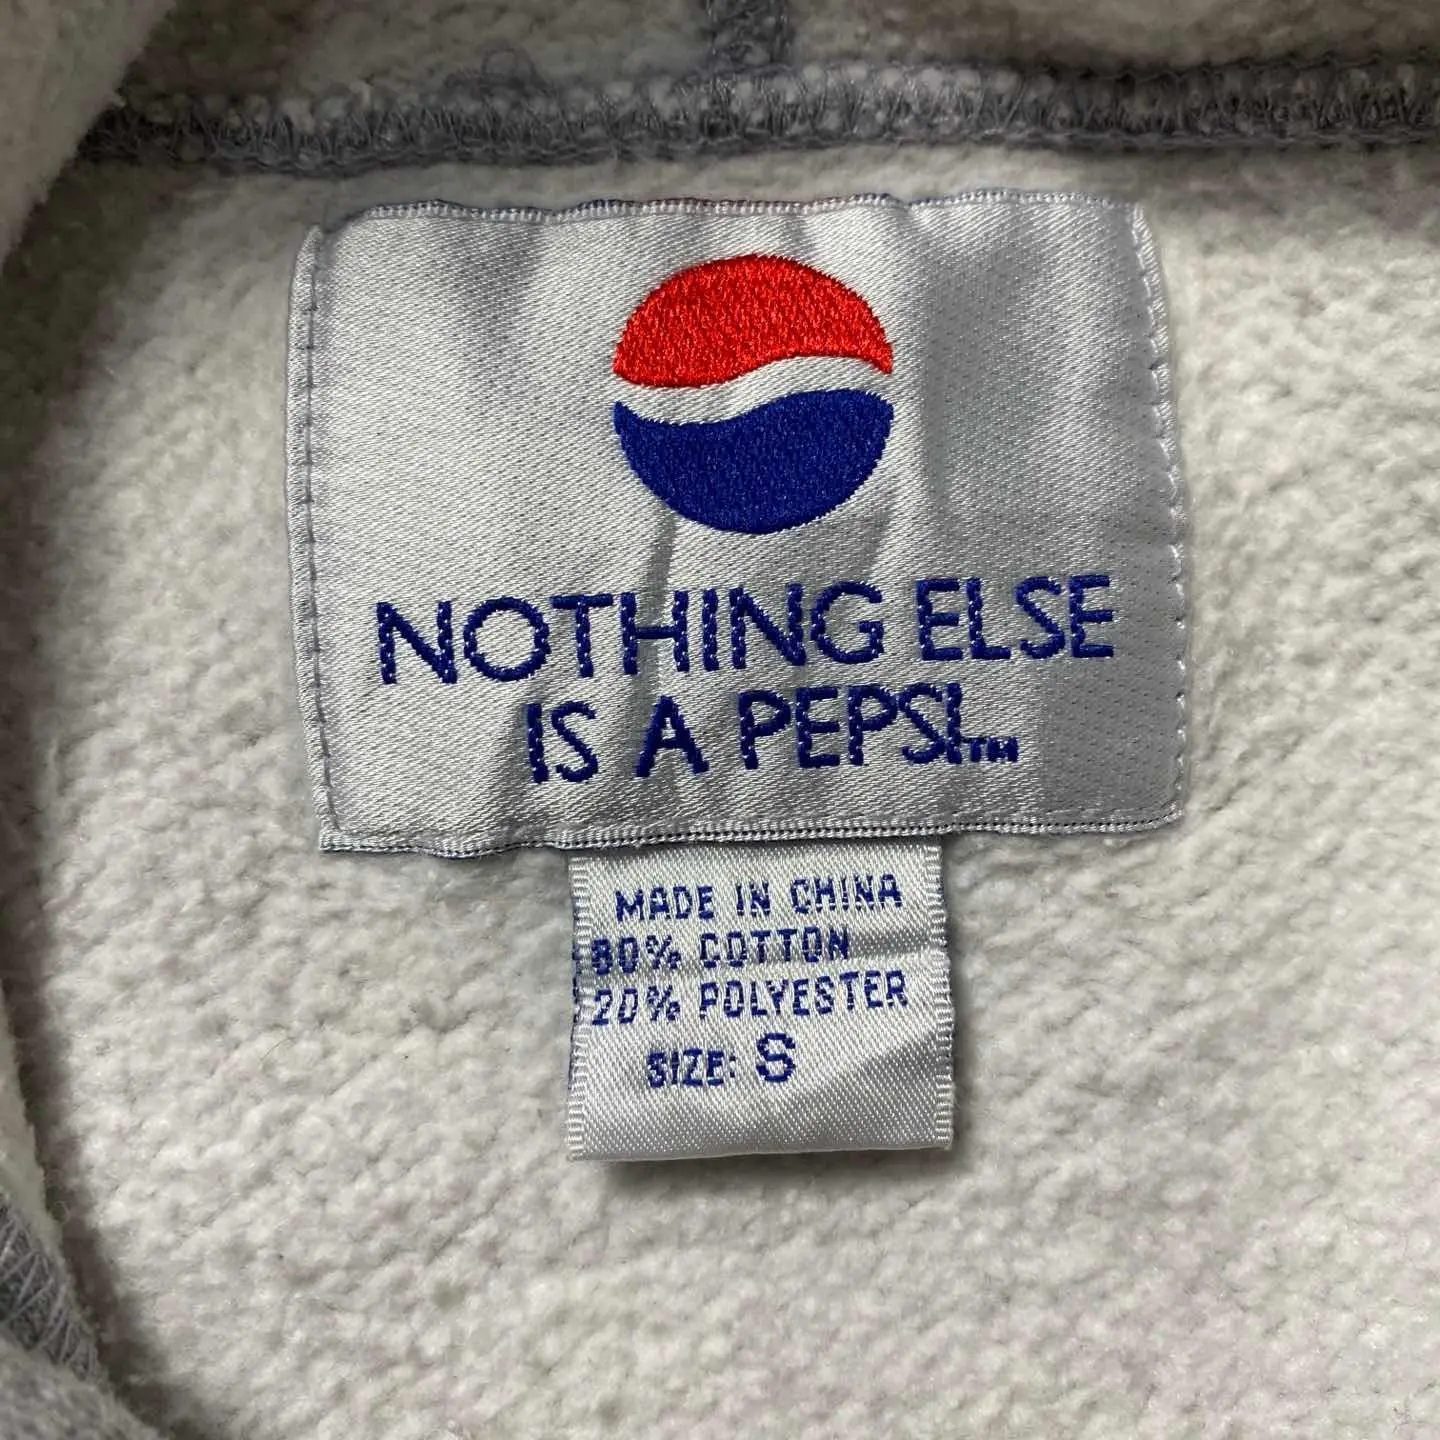 NOTHING ELSE
IS A PEPSI.™
MADE IN CHINA
80% COTTON
20% POLYESTER
SIZE: S